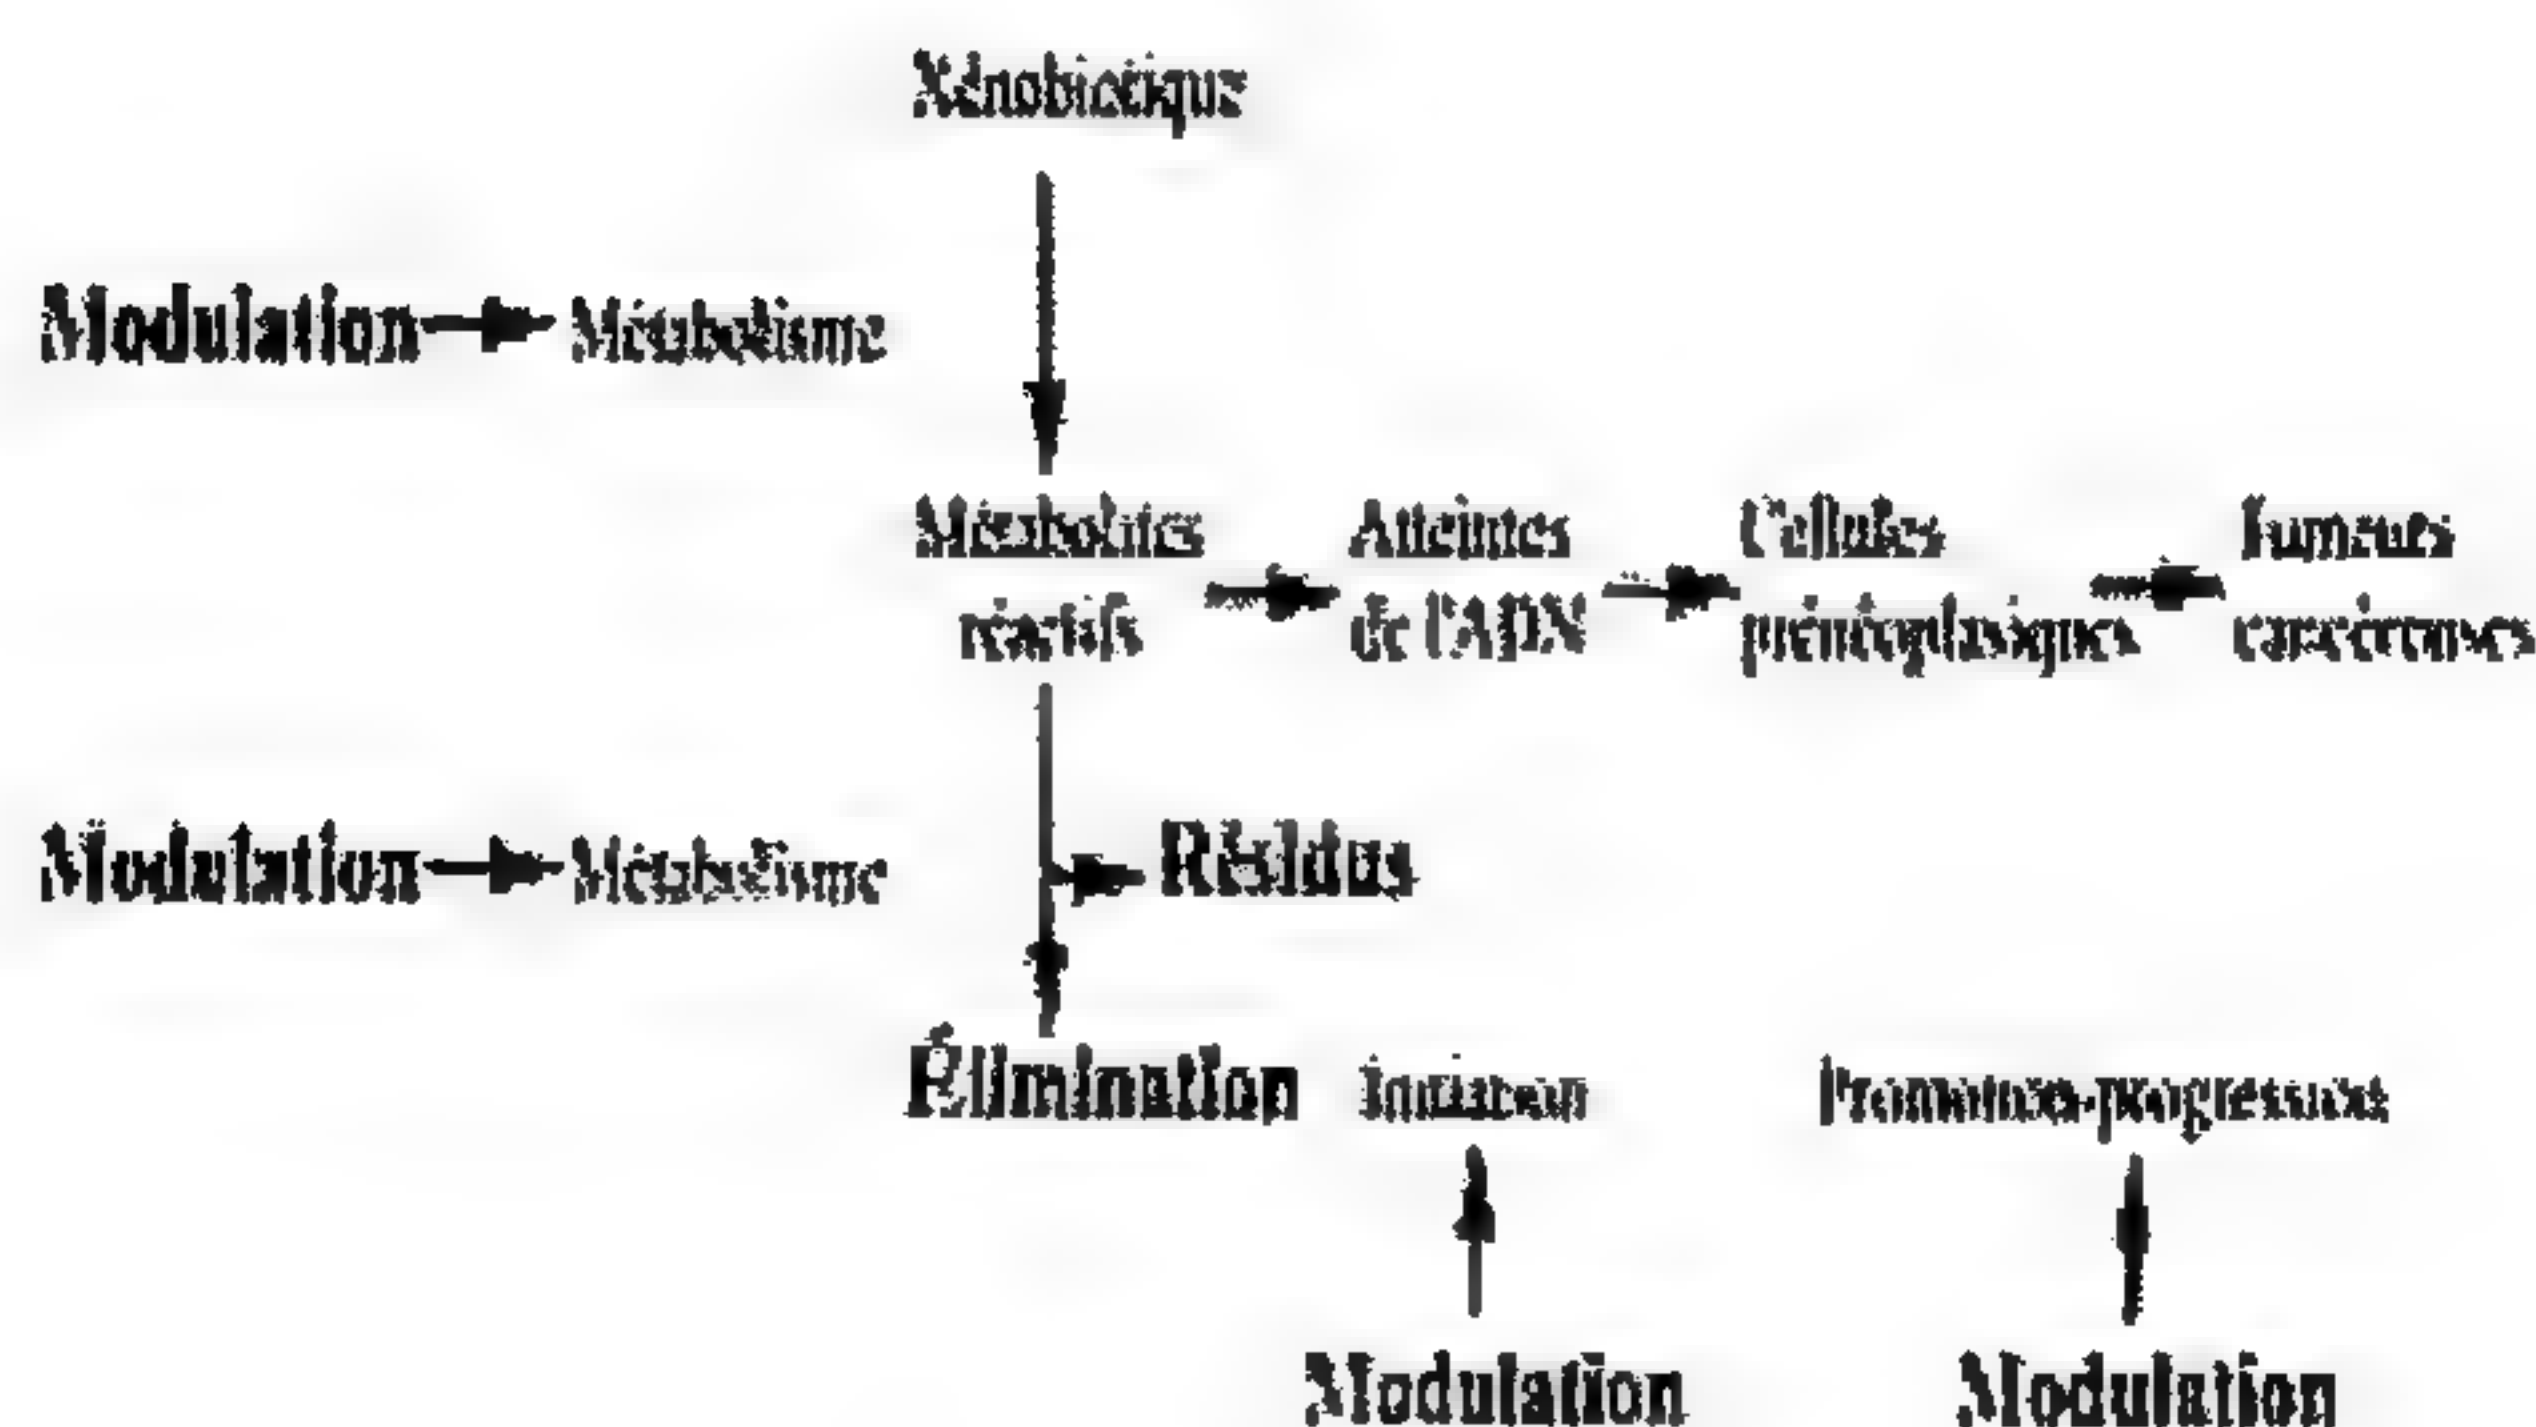 Xénobiotique
Modulation Métabolisme
Métabolites Atteintes Cellules Tumeurs
réactifs de l'ADN prénéoplasiques cancéreuses
Modulation Métabolisme Résidus
Élimination Initiation Promotion-progression
Modulation Modulation